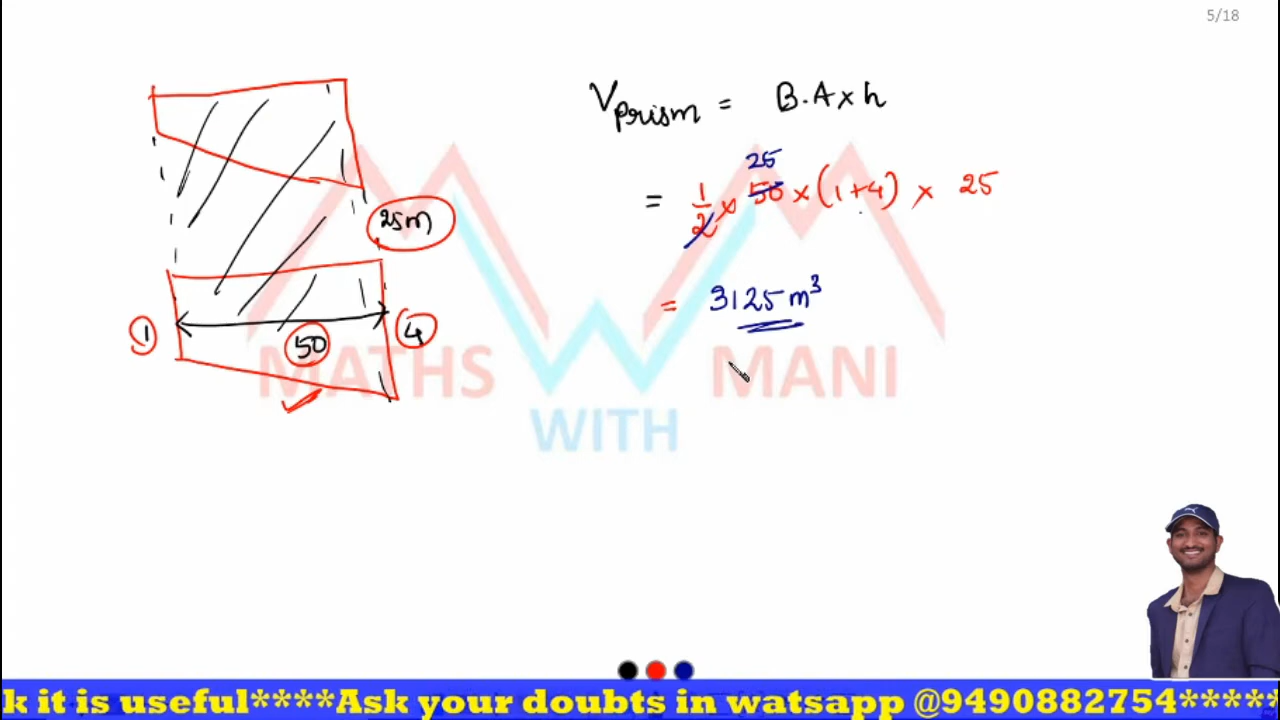 5/18
V Prism = B.A x h
25
= 1/2 x 50 x (1+4) x 25
25m
= 3125 m³
1
50
4
MATHS MANI
WITH
k it is useful****Ask your doubts in watsapp @9490882754*****